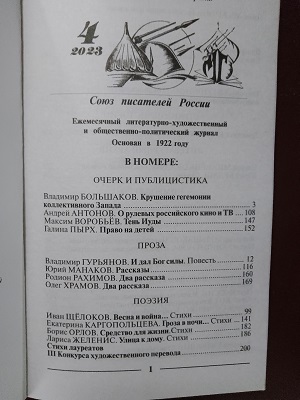 4
2023
Союз писателей России
Ежемесячный литературно-художественный
и общественно-политический журнал
Основан в 1922 году
В НОМЕРЕ:
ОЧЕРК И ПУБЛИЦИСТИКА
Владимир БОЛЬШАКОВ. Крушение гегемонии
коллективного Запада ... 3
Андрей АНТОНОВ. О рулевых российского кино и ТВ ... 108
Максим ВОРОБЬЁВ. Тень Иуды ... 147
Галина ПЫРХ. Право на детей ... 152
ПРОЗА
Владимир ГУРЬЯНОВ. И дал Бог силы. Повесть ... 12
Юрий МАНАКОВ. Рассказы ... 116
Родион РАХИМОВ. Два рассказа ... 160
Олег ХРАМОВ. Два рассказа ... 169
ПОЭЗИЯ
Иван ЩЁЛОКОВ. Весна и война... Стихи ... 99
Екатерина КАРГОПОЛЬЦЕВА. Гроза в ночи... Стихи ... 141
Борис ОРЛОВ. Средство для жизни. Стихи ... 182
Лариса ЖЕЛЕНИС. Улица к дому. Стихи ... 186
Стихи лауреатов
III Конкурса художественного перевода ... 200
1